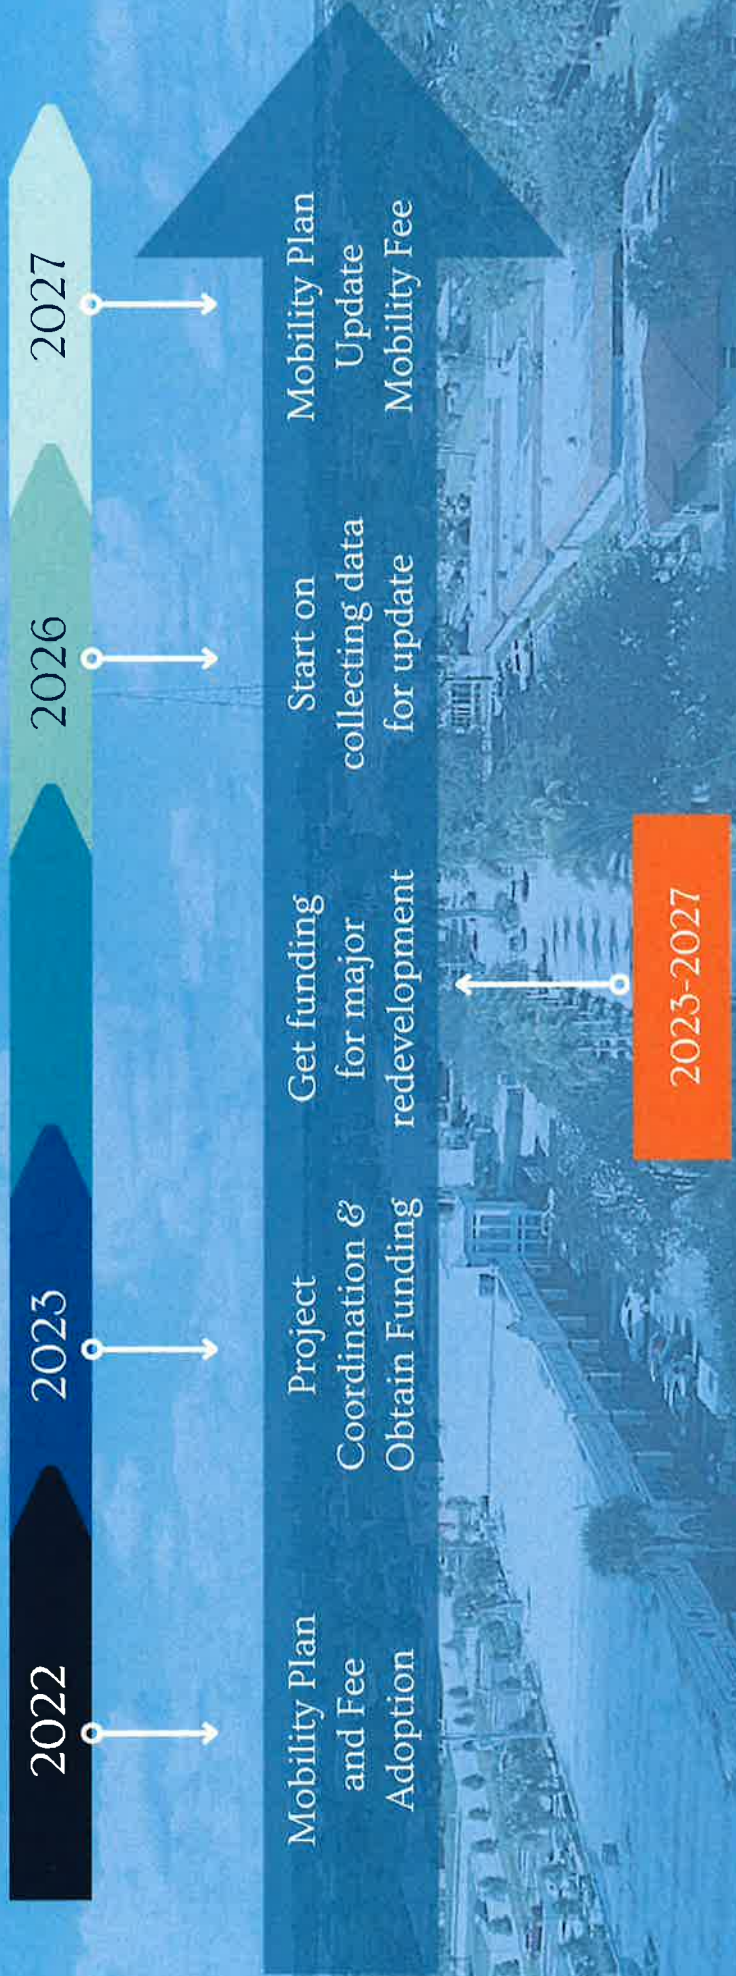 2022
2023
2026
2027
Mobility Plan
and Fee
Adoption
Project
Coordination &
Obtain Funding
Get funding
for major
redevelopment
Start on
collecting data
for update
Mobility Plan
Update
Mobility Fee
2023-2027